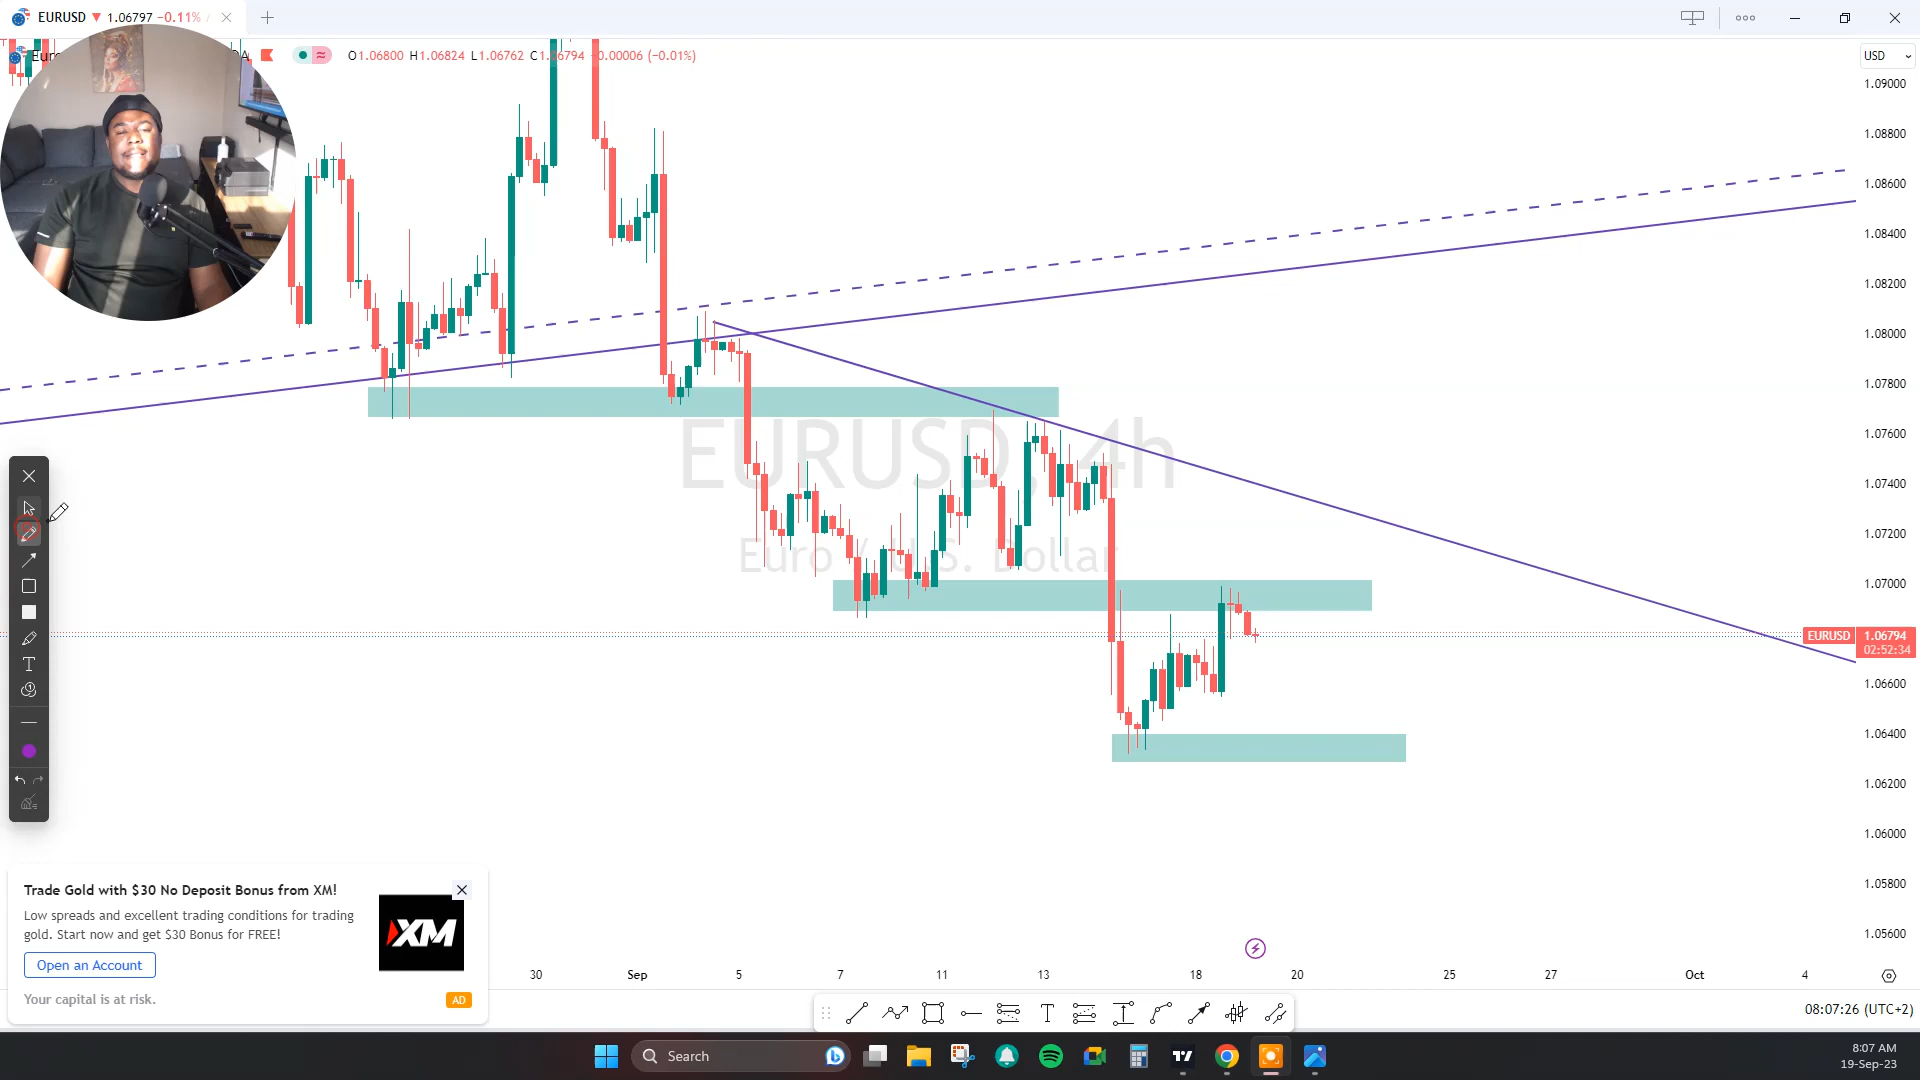 EURUSD ▼ 1.06797 −0.11% /
Euro
O1.06800 H1.06824 L1.06762 C1.06794 −0.00006 (−0.01%)
USD
1.09000
1.08800
1.08600
1.08400
1.08200
1.08000
1.07800
1.07600
1.07400
1.07200
1.07000
EURUSD 1.06794
02:52:34
1.06600
1.06400
1.06200
1.06000
1.05800
1.05600
EURUSD, 4h
Euro / U.S. Dollar
T
Trade Gold with $30 No Deposit Bonus from XM!
Low spreads and excellent trading conditions for trading
gold. Start now and get $30 Bonus for FREE!
Open an Account
Your capital is at risk.
AD
XM
30 Sep 5 7 11 13 18 20 25 27 Oct 4
08:07:26 (UTC+2)
T
Search
8:07 AM
19-Sep-23